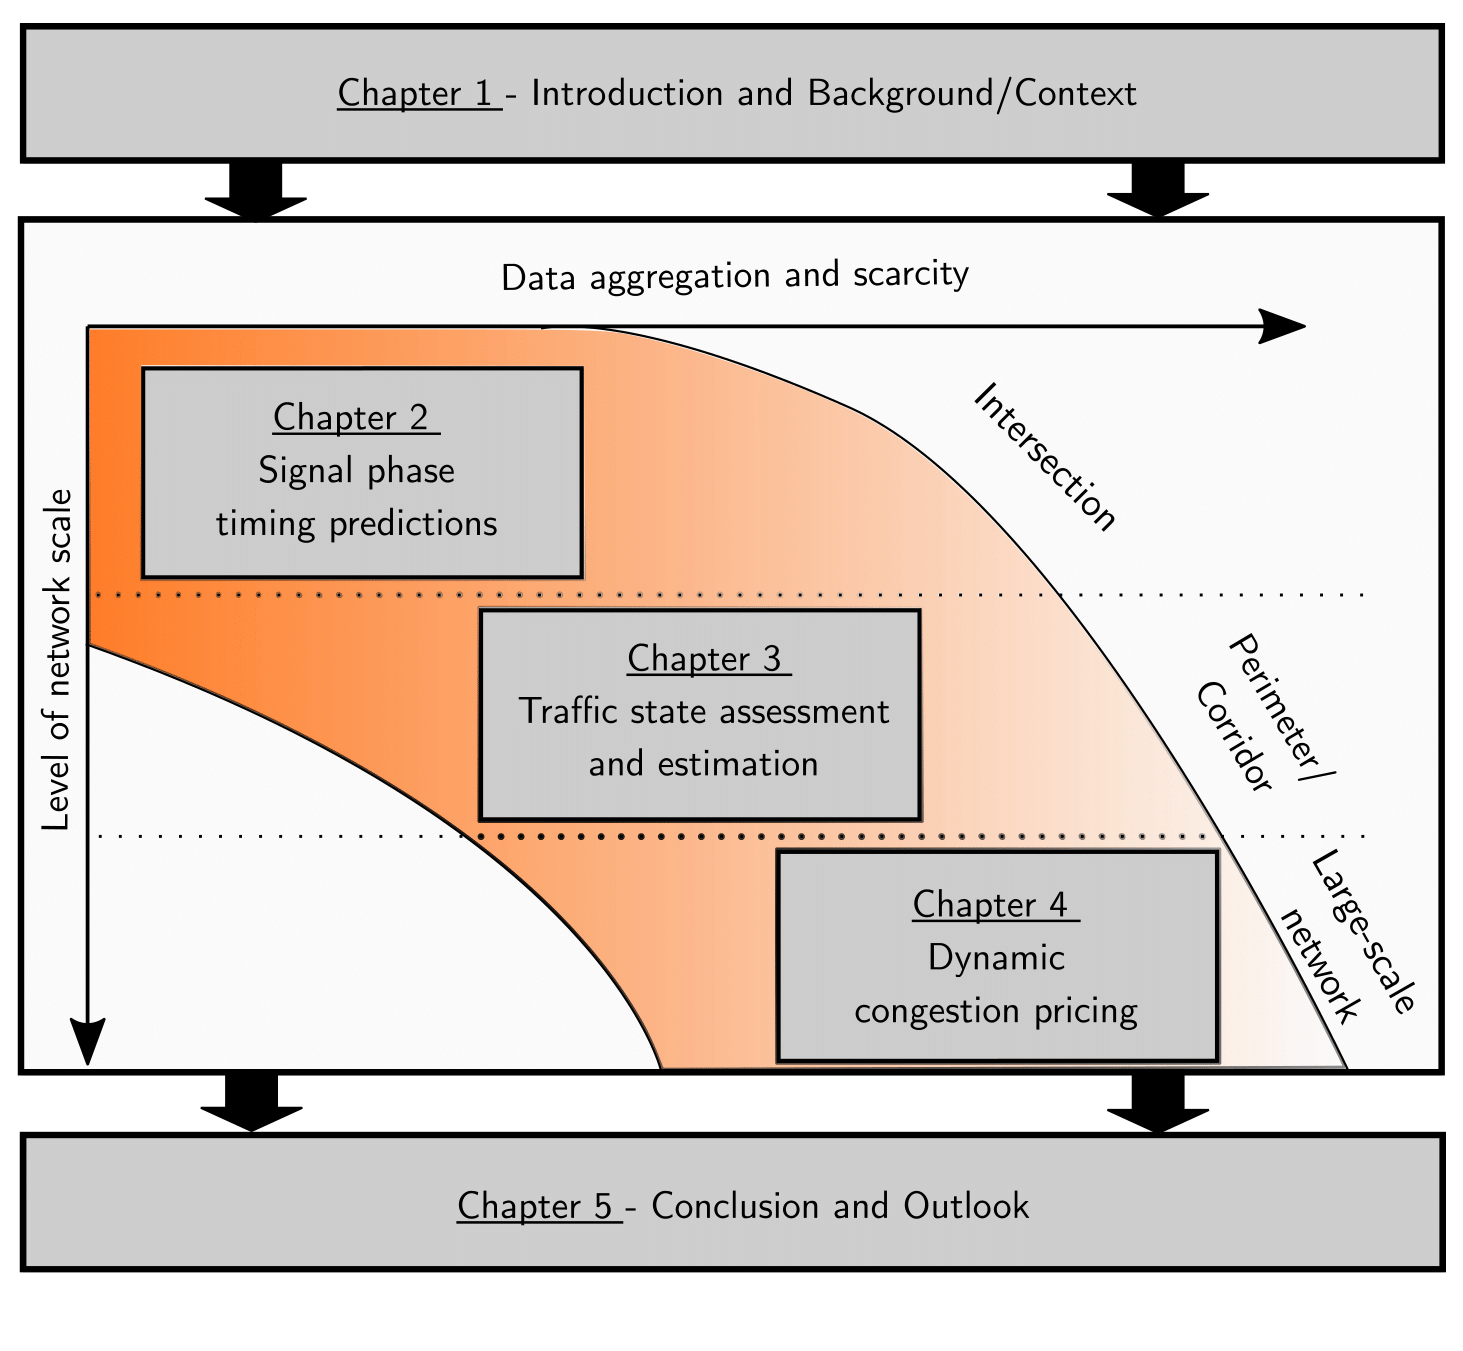 Chapter 1 - Introduction and Background/Context
Data aggregation and scarcity
Level of network scale
Chapter 2
Signal phase
timing predictions
Intersection
Chapter 3
Traffic state assessment
and estimation
Perimeter/
Corridor
Chapter 4
Dynamic
congestion pricing
Large-scale
network
Chapter 5 - Conclusion and Outlook